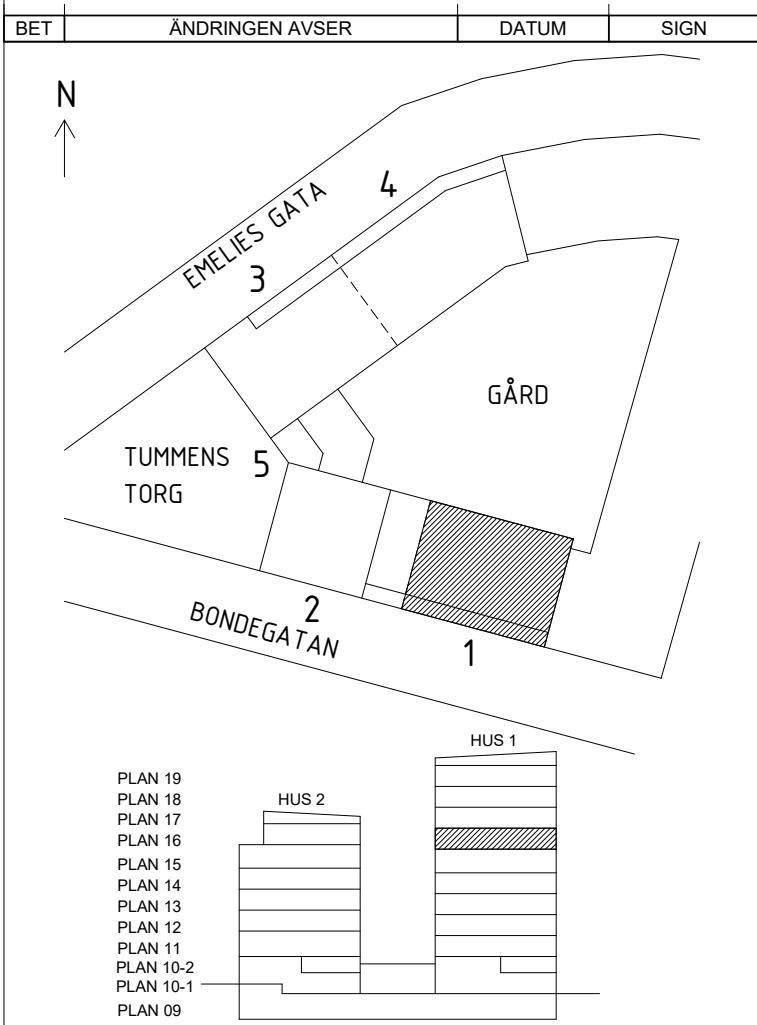 BET ÄNDRINGEN AVSER DATUM SIGN
N
4
EMELIES GATA
3
GÅRD
TUMMENS
TORG
5
2
BONDEGATAN
1
HUS 1
PLAN 19
PLAN 18
HUS 2
PLAN 17
PLAN 16
PLAN 15
PLAN 14
PLAN 13
PLAN 12
PLAN 11
PLAN 10-2
PLAN 10-1
PLAN 09